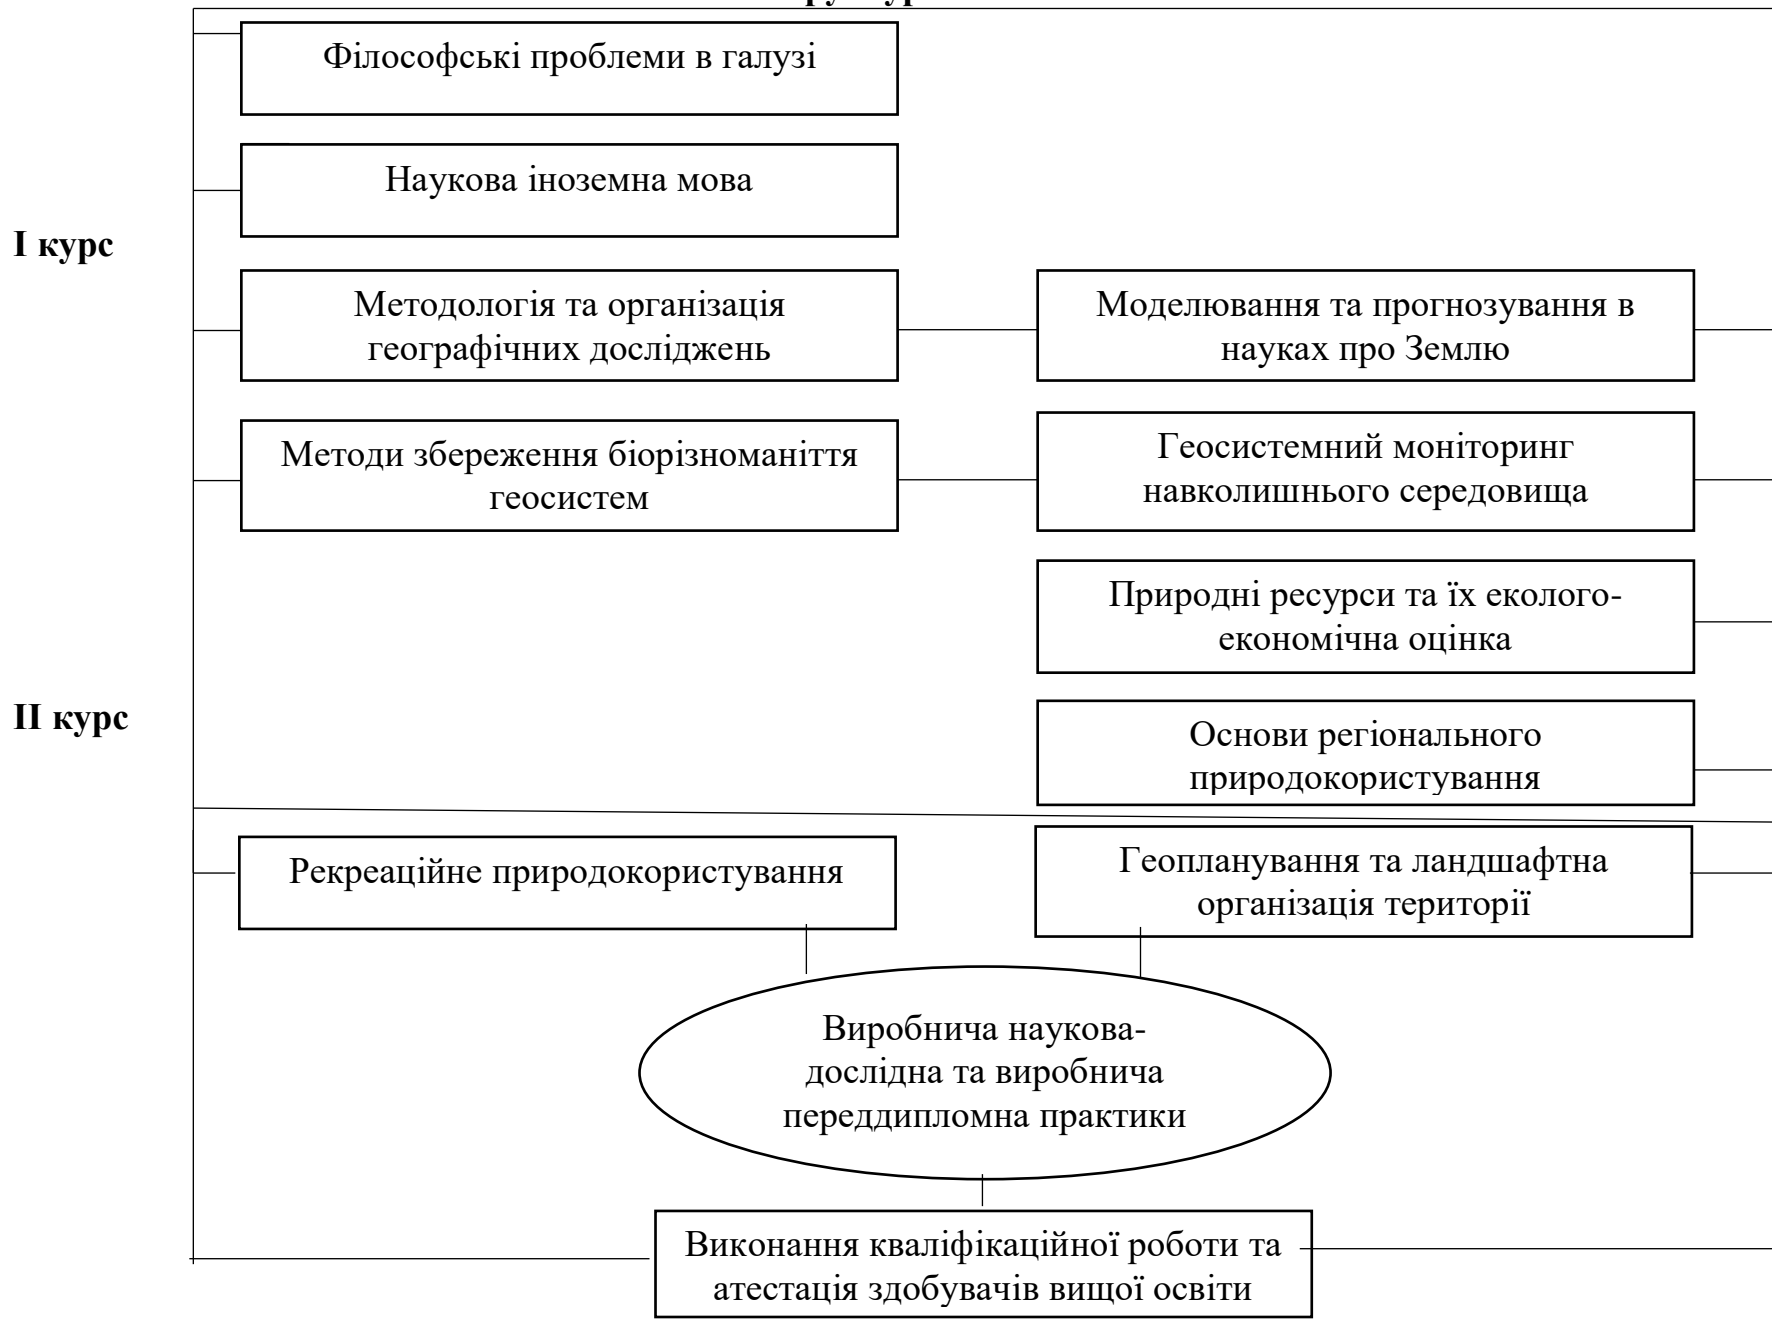 Філософські проблеми в галузі
Наукова іноземна мова
I курс
Методологія та організація
географічних досліджень
Моделювання та прогнозування в
науках про Землю
Методи збереження біорізноманіття
геосистем
Геосистемний моніторинг
навколишнього середовища
Природні ресурси та їх еколого-
економічна оцінка
II курс
Основи регіонального
природокористування
Рекреаційне природокористування
Геопланування та ландшафтна
організація території
Виробнича наукова-
дослідна та виробнича
переддипломна практики
Виконання кваліфікаційної роботи та
атестація здобувачів вищої освіти